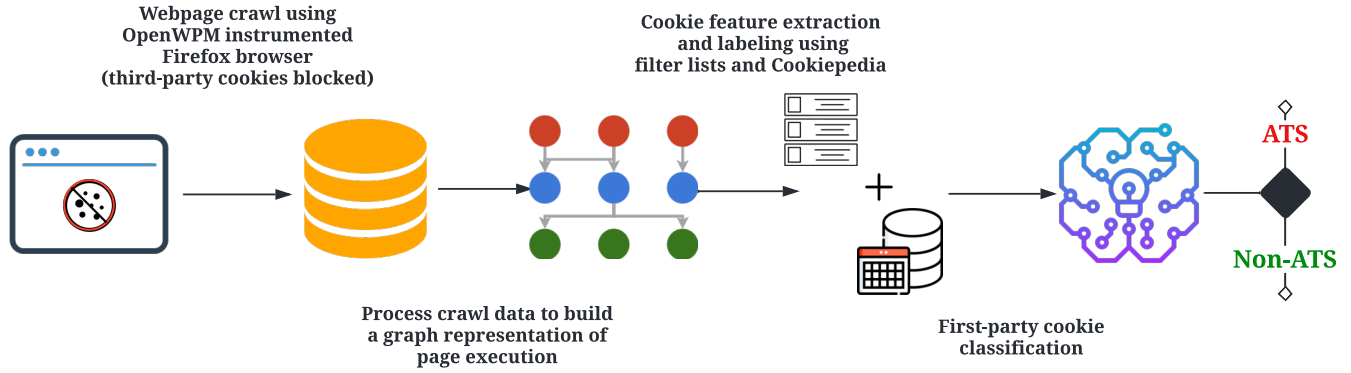 Webpage crawl using
OpenWPM instrumented
Firefox browser
(third-party cookies blocked)
Cookie feature extraction
and labeling using
filter lists and Cookiepedia
ATS
Non-ATS
Process crawl data to build
a graph representation of
page execution
First-party cookie
classification